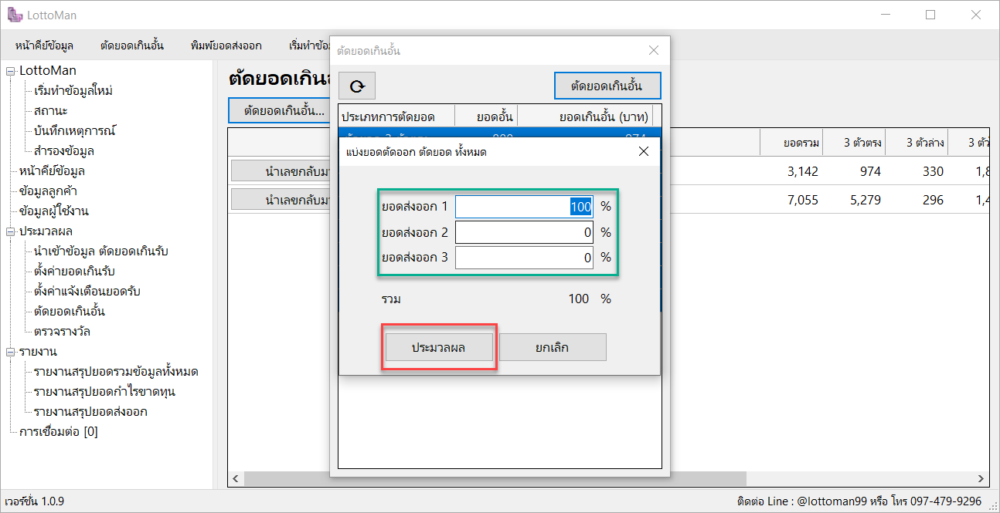 LottoMan
หน้าคีย์ข้อมูล ตัดยอดเกินอั้น พิมพ์ยอดส่งออก เริ่มทำข้อ
LottoMan
เริ่มทำข้อมูลใหม่
สถานะ
บันทึกเหตุการณ์
สำรองข้อมูล
หน้าคีย์ข้อมูล
ข้อมูลลูกค้า
ข้อมูลผู้ใช้งาน
ประมวลผล
นำเข้าข้อมูล ตัดยอดเกินรับ
ตั้งค่ายอดเกินรับ
ตั้งค่าแจ้งเตือนยอดรับ
ตัดยอดเกินอั้น
ตรวจรางวัล
รายงาน
รายงานสรุปยอดรวมข้อมูลทั้งหมด
รายงานสรุปยอดกำไรขาดทุน
รายงานสรุปยอดส่งออก
การเชื่อมต่อ [0]
ตัดยอดเกินอ
ตัดยอดเกินอั้น...
ยอดรวม 3 ตัวตรง 3 ตัวล่าง 3 ตัว
นำเลขกลับมา 3,142 974 330 1,8
นำเลขกลับมา 7,055 5,279 296 1,4
ตัดยอดเกินอั้น
ตัดยอดเกินอั้น
ประเภทการตัดยอด ยอดอั้น ยอดเกินอั้น (บาท)
แบ่งยอดตัดออก ตัดยอด ทั้งหมด
ยอดส่งออก 1 100 %
ยอดส่งออก 2 0 %
ยอดส่งออก 3 0 %
รวม 100 %
ประมวลผล ยกเลิก
เวอร์ชั่น 1.0.9 ติดต่อ Line : @lottoman99 หรือ โทร 097-479-9296